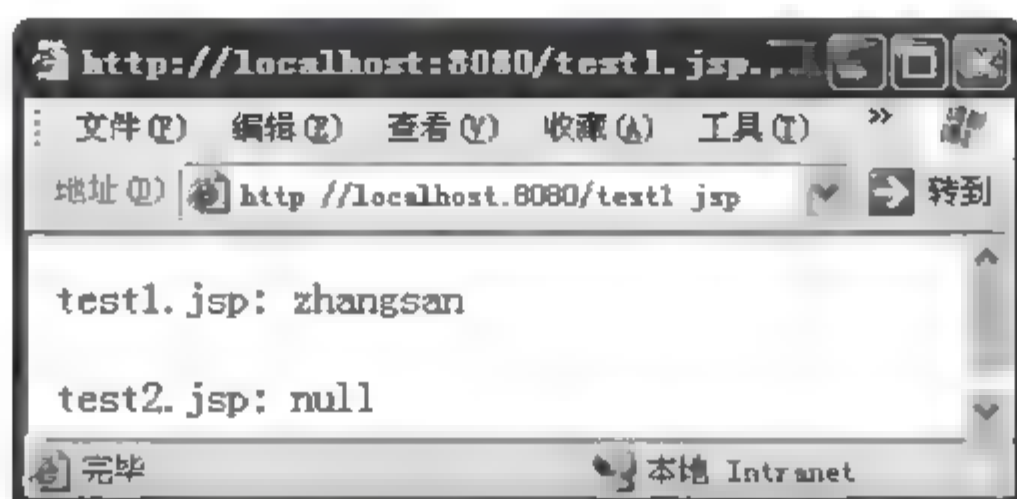 http://localhost:8080/test1.jsp...
文件(F) 编辑(E) 查看(V) 收藏(A) 工具(T) »
地址(D) http://localhost:8080/test1.jsp 转到
test1.jsp: zhangsan
test2.jsp: null
完毕 本地 Intranet